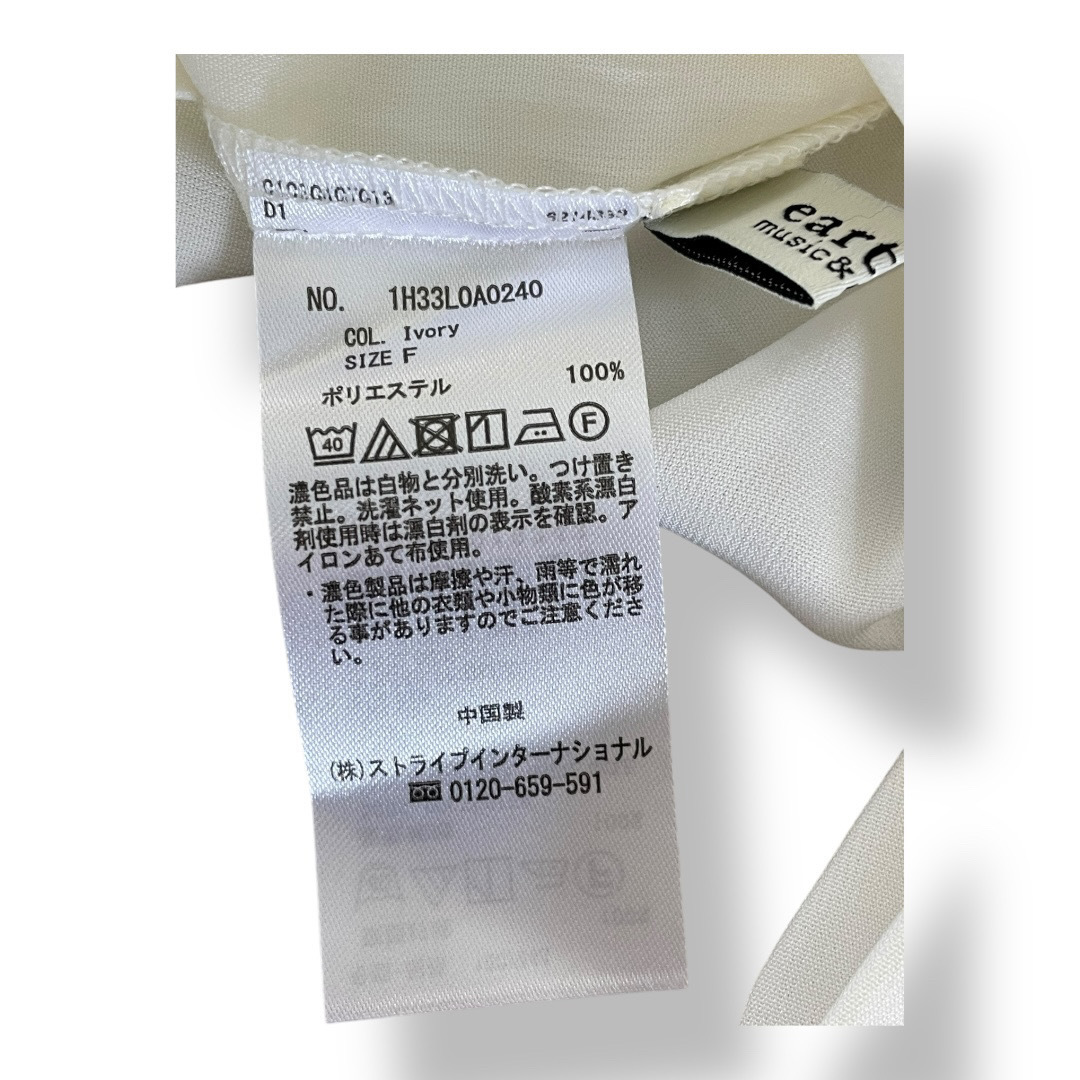 D1
NO. 1H33L0A0240
COL. Ivory
SIZE F
ポリエステル 100%
40 F
濃色品は白物と分別洗い。つけ置き
禁止。洗濯ネット使用。酸素系漂白
剤使用時は漂白剤の表示を確認。ア
イロンあて布使用。
・濃色製品は摩擦や汗、雨等で濡れ
た際に他の衣類や小物類に色が移
る事がありますのでご注意くださ
い。
中国製
(株)ストライプインターナショナル
0120-659-591
eart
music&